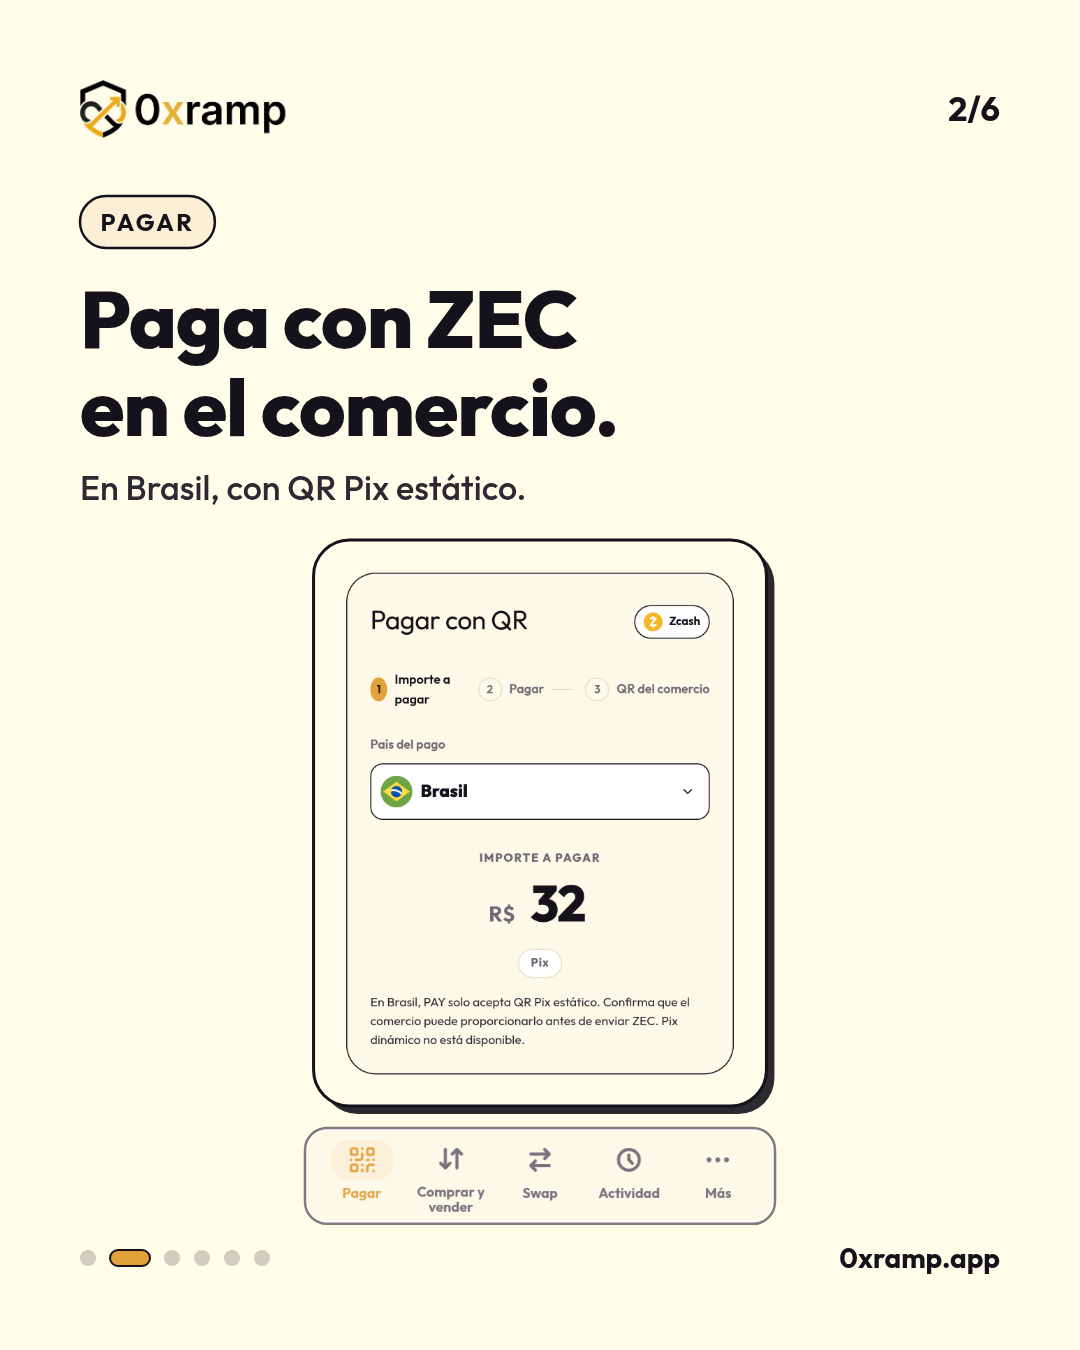 0xramp
2/6
PAGAR
Paga con ZEC
en el comercio.
En Brasil, con QR Pix estático.
Pagar con QR
Zcash
1 Importe a
pagar
2 Pagar
3 QR del comercio
País del pago
Brasil
IMPORTE A PAGAR
R$ 32
Pix
En Brasil, PAY solo acepta QR Pix estático. Confirma que el
comercio puede proporcionarlo antes de enviar ZEC. Pix
dinámico no está disponible.
Pagar
Comprar y
vender
Swap
Actividad
Más
0xramp.app